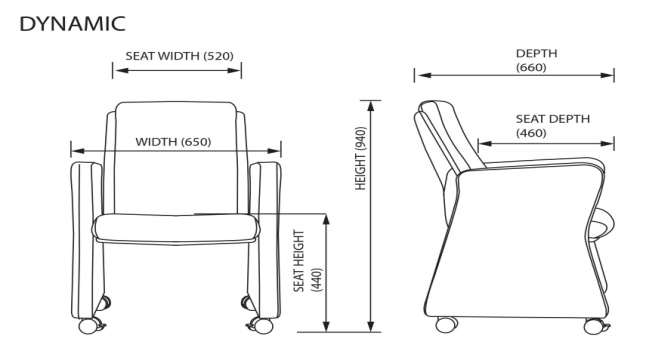 DYNAMIC
SEAT WIDTH (520)
DEPTH
(660)
WIDTH (650)
SEAT DEPTH
(460)
HEIGHT (940)
SEAT HEIGHT
(440)